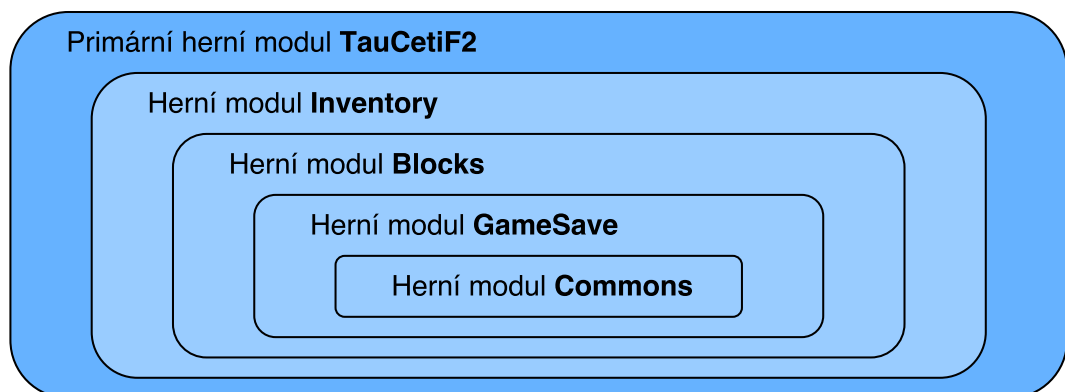 Primární herní modul TauCetiF2
Herní modul Inventory
Herní modul Blocks
Herní modul GameSave
Herní modul Commons